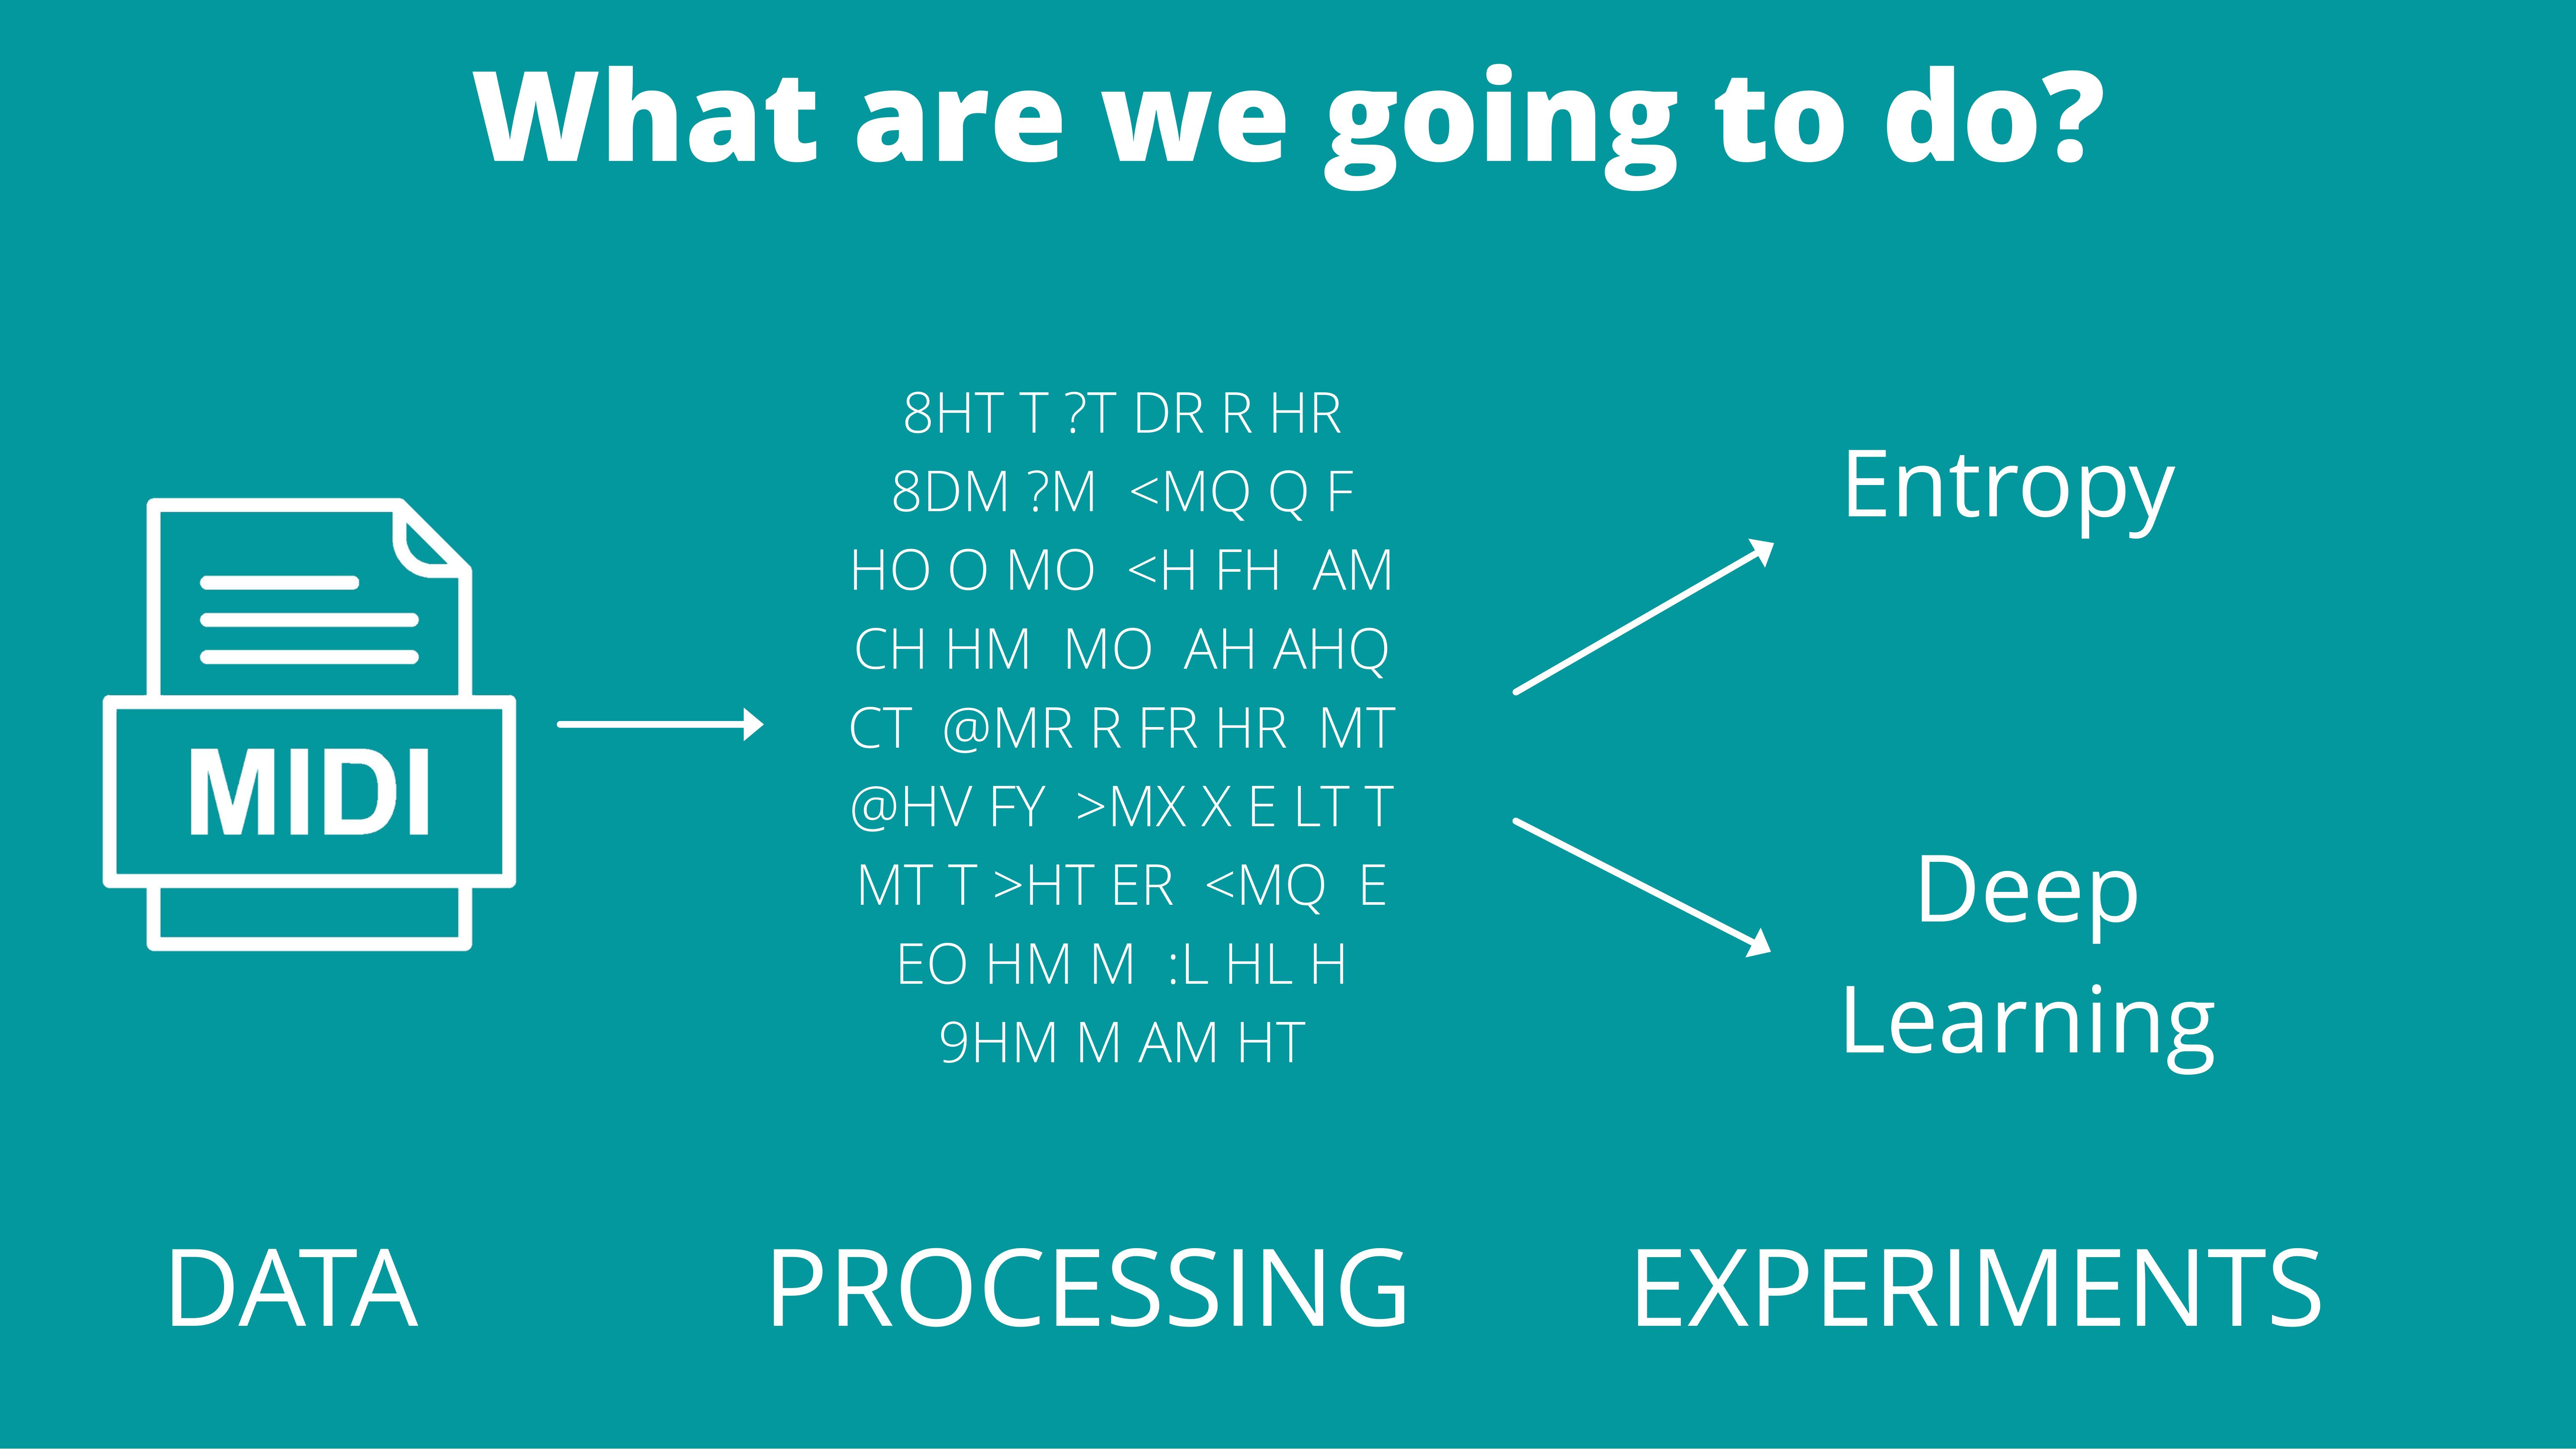 What are we going to do?
MIDI
8HT T ?T DR R HR
8DM ?M  <MQ Q F
HO O MO  <H FH  AM
CH HM  MO  AH AHQ
CT  @MR R FR HR  MT
@HV FY  >MX X E LT T
MT T >HT ER  <MQ  E
EO HM M  :L HL H
9HM M AM HT
Entropy
Deep
Learning
DATA
PROCESSING
EXPERIMENTS